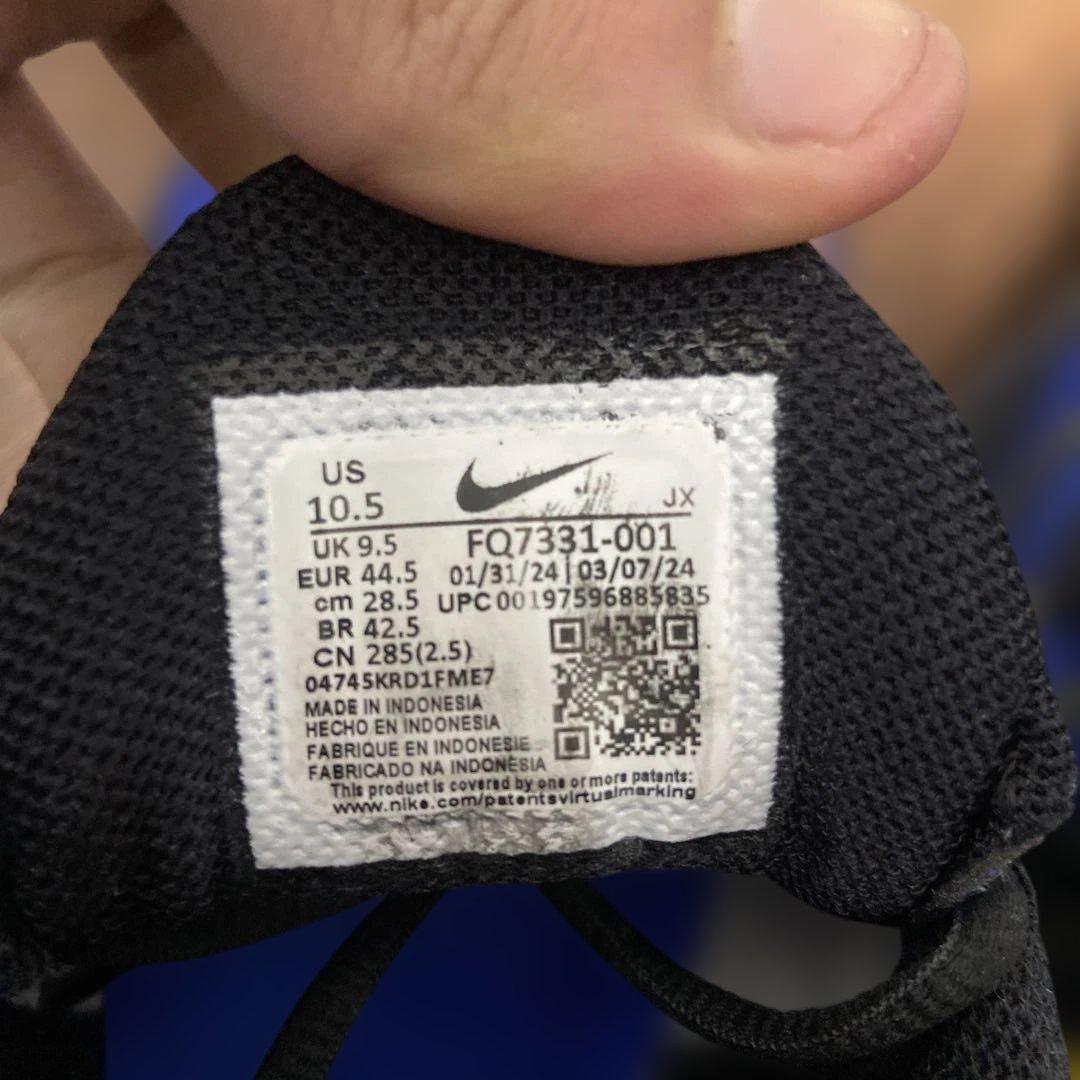 US
10.5
JX
UK 9.5
FQ7331-001
EUR 44.5
01/31/24 | 03/07/24
cm 28.5
UPC 00197596885835
BR 42.5
CN 285(2.5)
04745KRD1FME7
MADE IN INDONESIA
HECHO EN INDONESIA
FABRIQUE EN INDONESIE
FABRICADO NA INDONÈSIA
This product is covered by one or more patents:
www.nike.com/patentsvirtualmarking